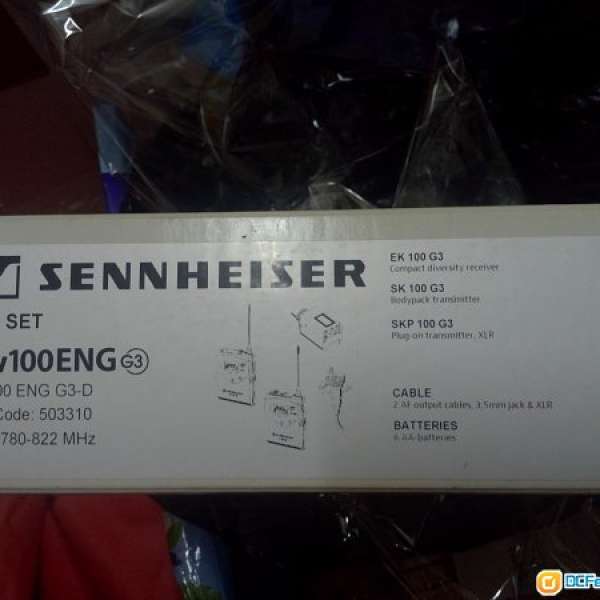 SENNHEISER
SET
100ENG G3
00 ENG G3-D
Code: 503310
780-822 MHz
EK 100 G3
Compact diversity receiver
SK 100 G3
Bodypack transmitter
SKP 100 G3
Plug-on transmitter, XLR
CABLE
2 AF output cables, 3.5mm jack & XLR
BATTERIES
6 AA-batteries
DCFe